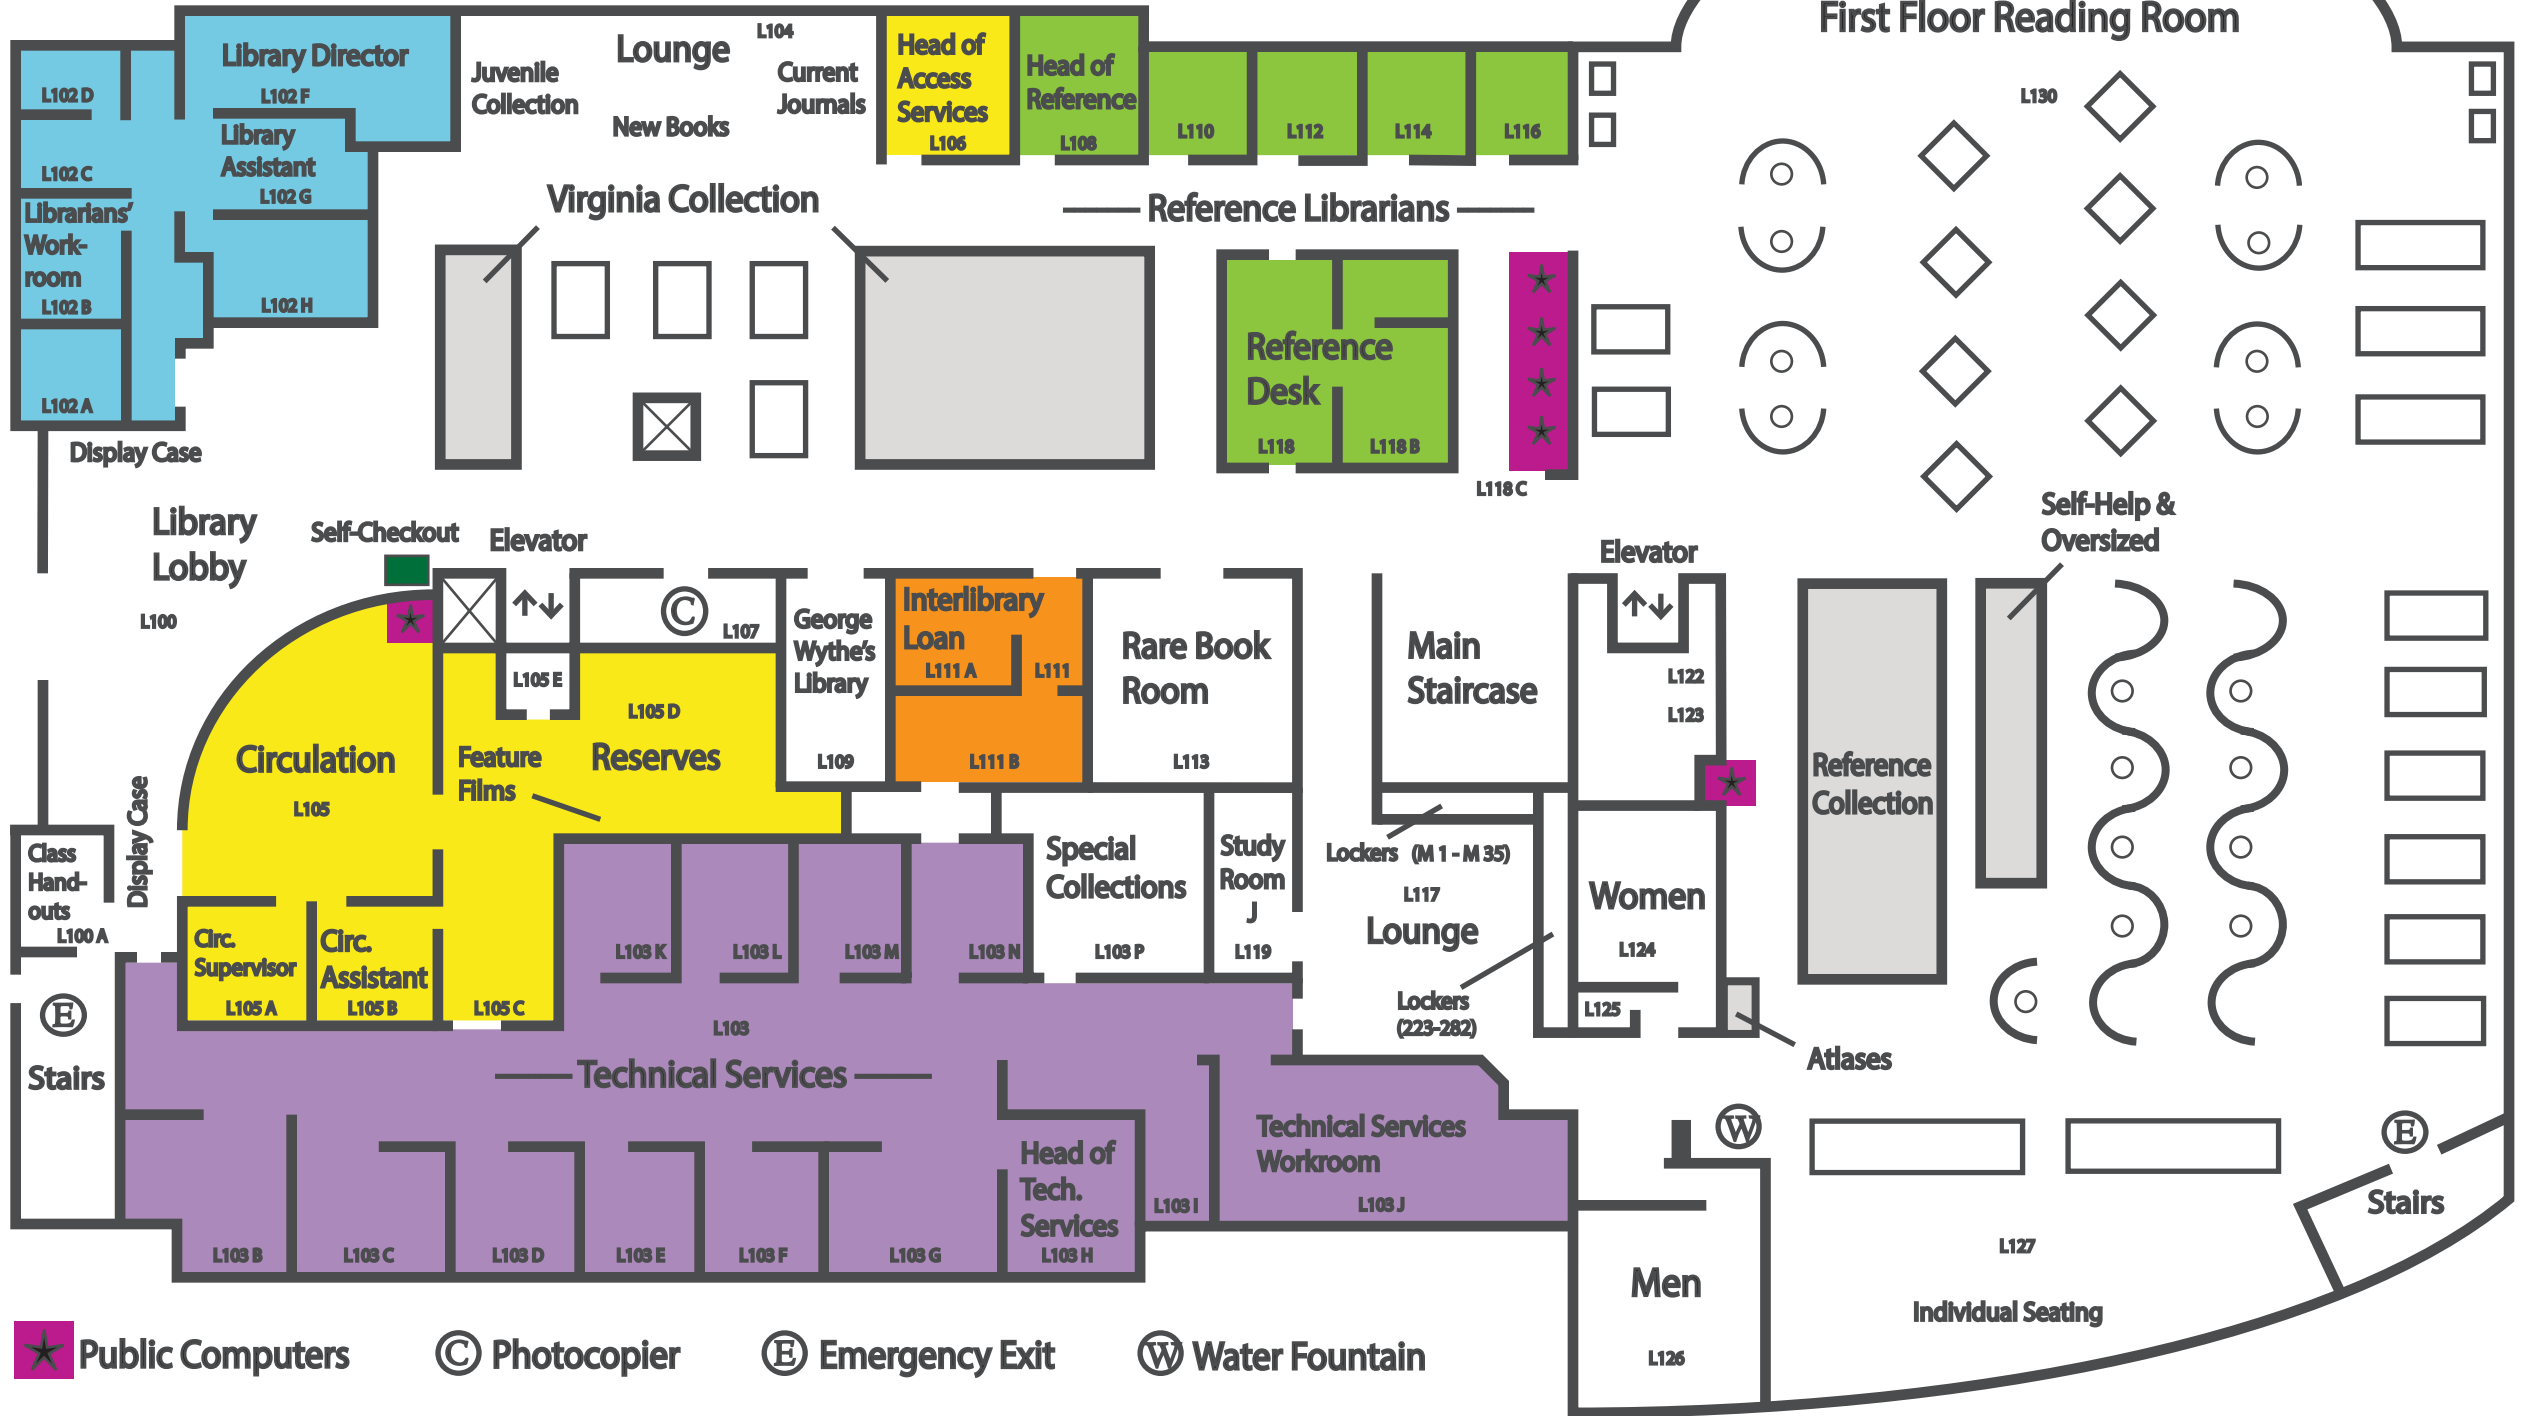 First Floor Reading Room
L130
Library Director
L102 F
L102 D
L102 C
Library
Assistant
L102 G
Librarians'
Work-
room
L102 B
L102 H
L102 A
Juvenile
Collection
Lounge
L104
New Books
Current
Journals
Head of
Access
Services
L106
Head of
Reference
L108
L110
L112
L114
L116
Virginia Collection
Reference Librarians
Reference
Desk
L118
L118 B
L118 C
Display Case
Library
Lobby
L100
Self-Checkout
Elevator
C
L107
L105 E
L105 D
Circulation
L105
Feature
Films
Reserves
George
Wythe's
Library
L109
Interlibrary
Loan
L111 A
L111
L111 B
Rare Book
Room
L113
Main
Staircase
Elevator
L122
L123
Self-Help &
Oversized
Reference
Collection
Display Case
Class
Hand-
outs
L100 A
Circ.
Supervisor
L105 A
Circ.
Assistant
L105 B
L105 C
L103 K
L103 L
L103 M
L103 N
Special
Collections
L103 P
Study
Room
J
L119
Lockers (M 1 - M 35)
L117
Lounge
Lockers
(223-282)
Women
L124
L125
Atlases
E
Stairs
L103
Technical Services
L103 B
L103 C
L103 D
L103 E
L103 F
L103 G
Head of
Tech.
Services
L103 H
L103 I
Technical Services
Workroom
L103 J
W
E
Stairs
L127
Individual Seating
Men
L126
Public Computers
C Photocopier
E Emergency Exit
W Water Fountain